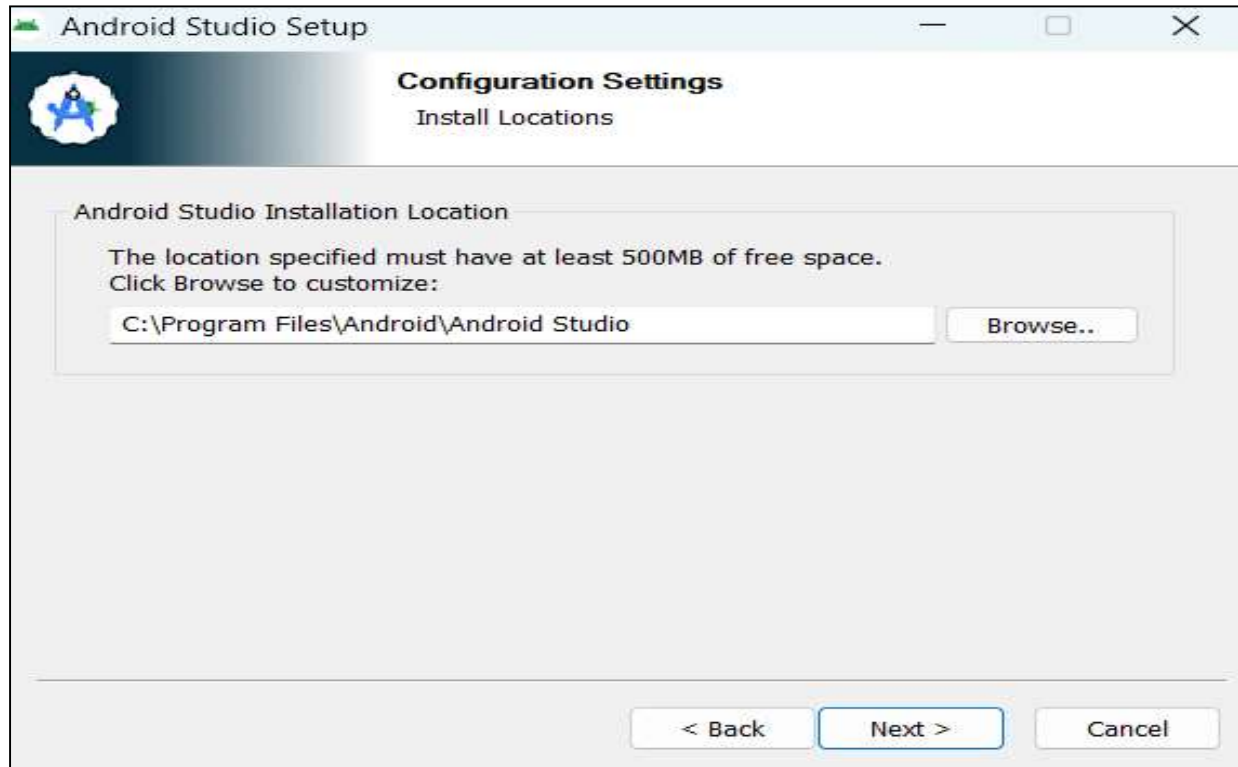 Android Studio Setup
Configuration Settings
Install Locations
Android Studio Installation Location
The location specified must have at least 500MB of free space.
Click Browse to customize:
C:\Program Files\Android\Android Studio
Browse..
< Back
Next >
Cancel